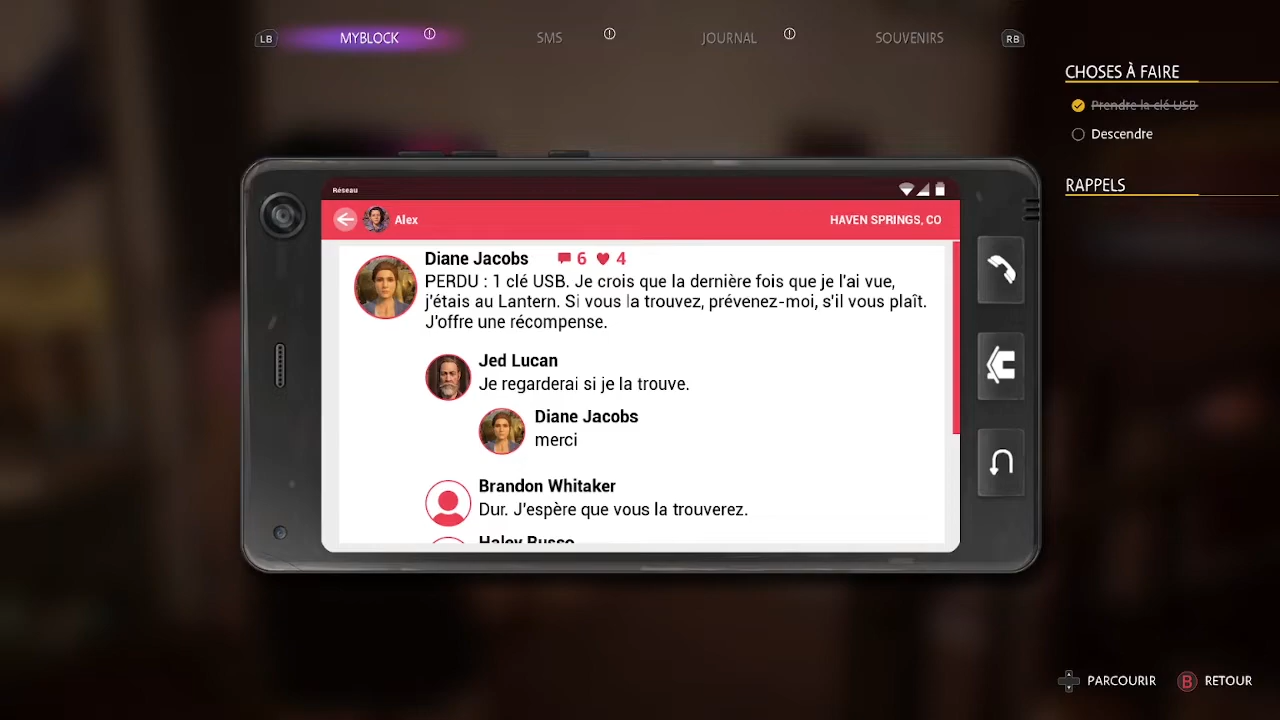 LB
MYBLOCK
SMS
JOURNAL
SOUVENIRS
RB
CHOSES À FAIRE
Prendre la clé USB
Descendre
RAPPELS
Réseau
Alex
HAVEN SPRINGS, CO
Diane Jacobs 6 4
PERDU : 1 clé USB. Je crois que la dernière fois que je l'ai vue,
j'étais au Lantern. Si vous la trouvez, prévenez-moi, s'il vous plaît.
J'offre une récompense.
Jed Lucan
Je regarderai si je la trouve.
Diane Jacobs
merci
Brandon Whitaker
Dur. J'espère que vous la trouverez.
Haley Russo
PARCOURIR
B RETOUR